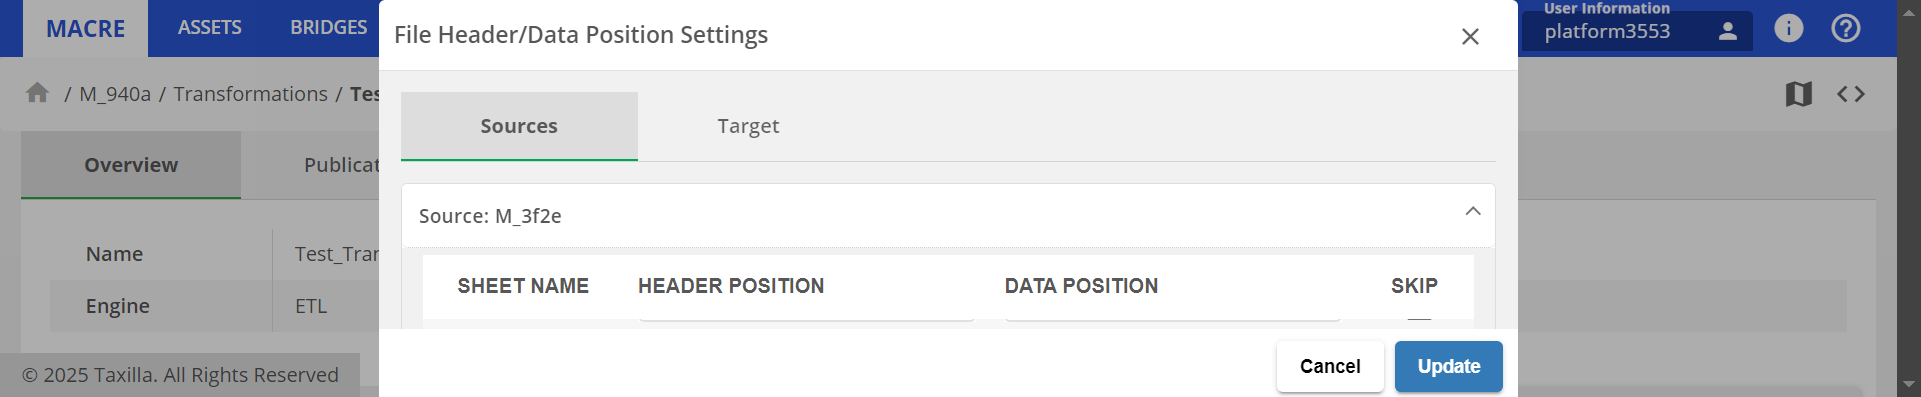 MACRE ASSETS BRIDGES
User Information
platform3553
File Header/Data Position Settings
/ M_940a / Transformations / Tes
Sources Target
Overview Publicat
Source: M_3f2e
Name Test_Tran
SHEET NAME HEADER POSITION DATA POSITION SKIP
Engine ETL
Cancel Update
© 2025 Taxilla. All Rights Reserved